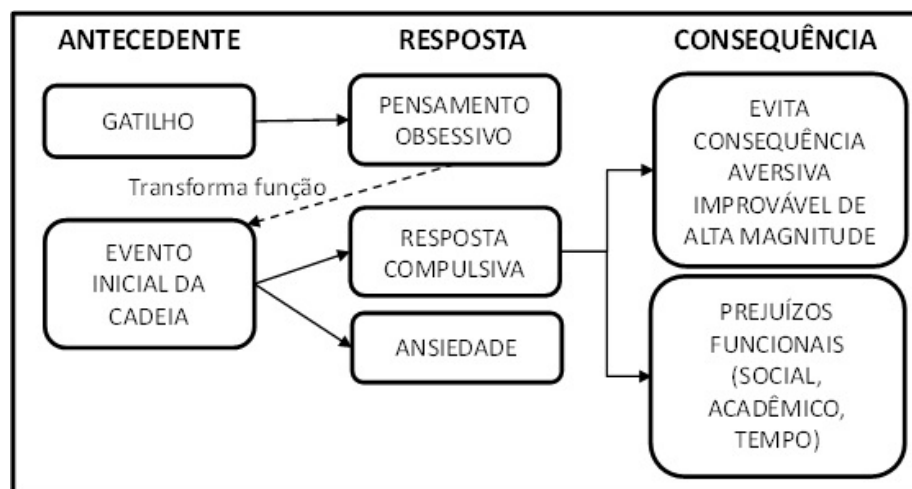 ANTECEDENTE
RESPOSTA
CONSEQUÊNCIA
GATILHO
PENSAMENTO
OBSESSIVO
Transforma função
EVENTO
INICIAL DA
CADEIA
RESPOSTA
COMPULSIVA
ANSIEDADE
EVITA
CONSEQUÊNCIA
AVERSIVA
IMPROVÁVEL DE
ALTA MAGNITUDE
PREJUÍZOS
FUNCIONAIS
(SOCIAL,
ACADÊMICO,
TEMPO)